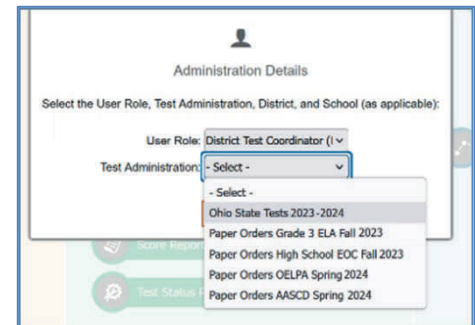 Administration Details
Select the User Role, Test Administration, District, and School (as applicable):
User Role: District Test Coordinator (
Test Administration: - Select -
- Select -
Ohio State Tests 2023-2024
Paper Orders Grade 3 ELA Fall 2023
Paper Orders High School EOC Fall 2023
Score Repor
Paper Orders OELPA Spring 2024
Test Status
Paper Orders AASCD Spring 2024